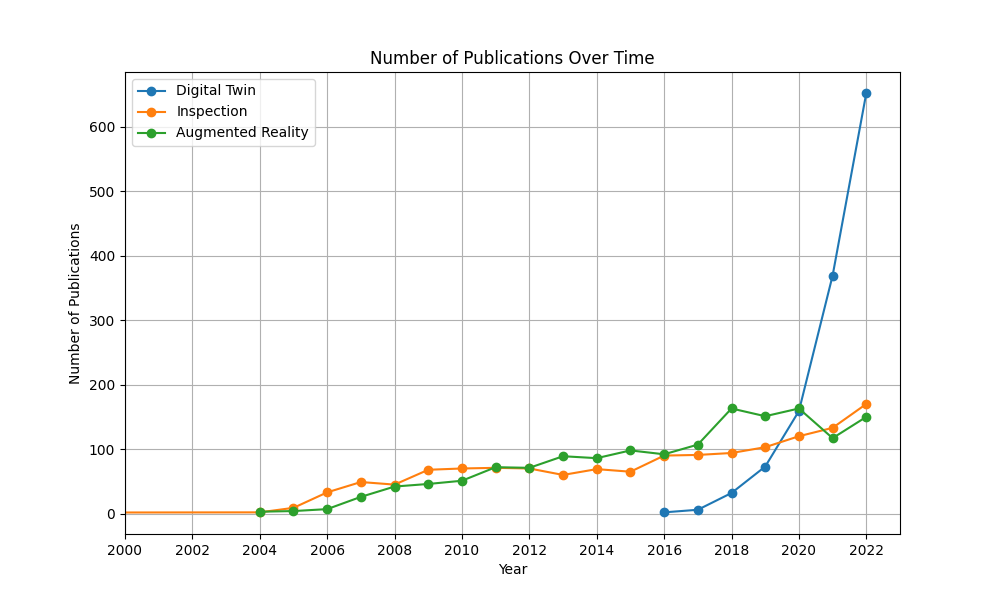 Number of Publications Over Time
Digital Twin
Inspection
Augmented Reality
Number of Publications
600
500
400
300
200
100
0
2000 2002 2004 2006 2008 2010 2012 2014 2016 2018 2020 2022
Year